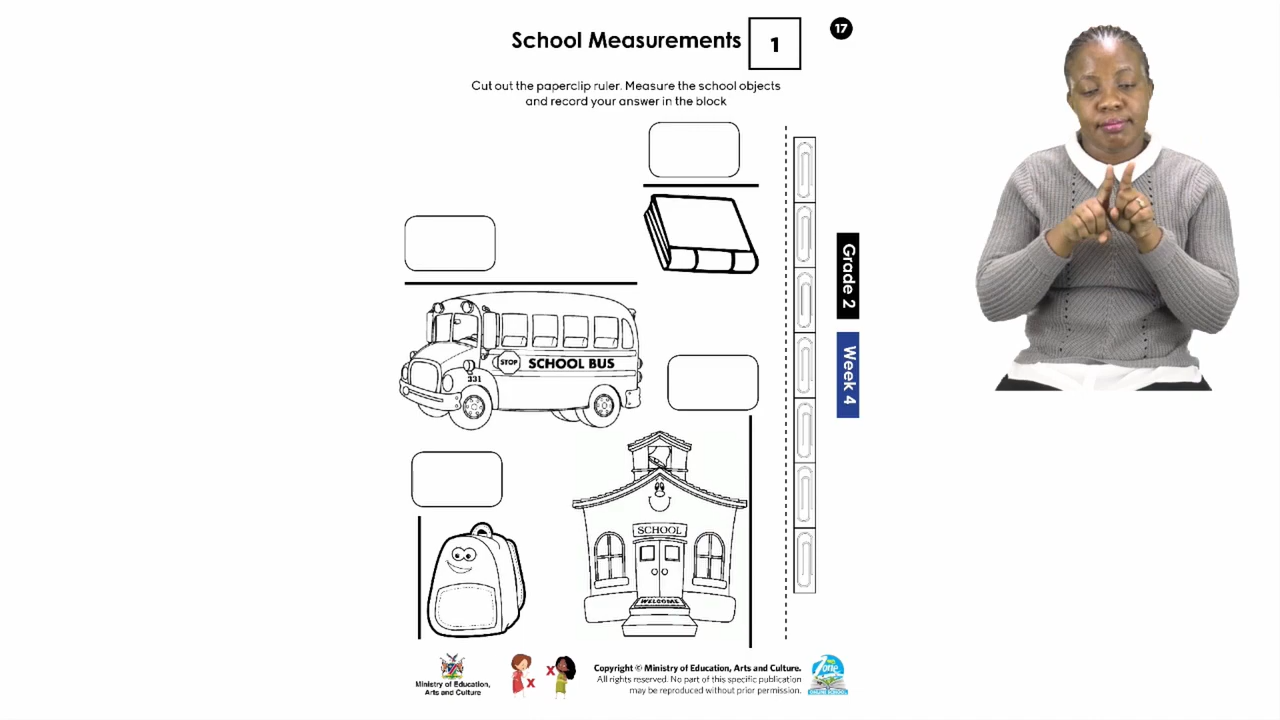 School Measurements
1
17
Cut out the paperclip ruler. Measure the school objects
and record your answer in the block
Grade 2
Week 4
STOP
SCHOOL BUS
331
SCHOOL
WELCOME
Ministry of Education,
Arts and Culture
x
x
Copyright © Ministry of Education, Arts and Culture.
All rights reserved. No part of this specific publication
may be reproduced without prior permission.
Zone
ONLINE SCHOOL